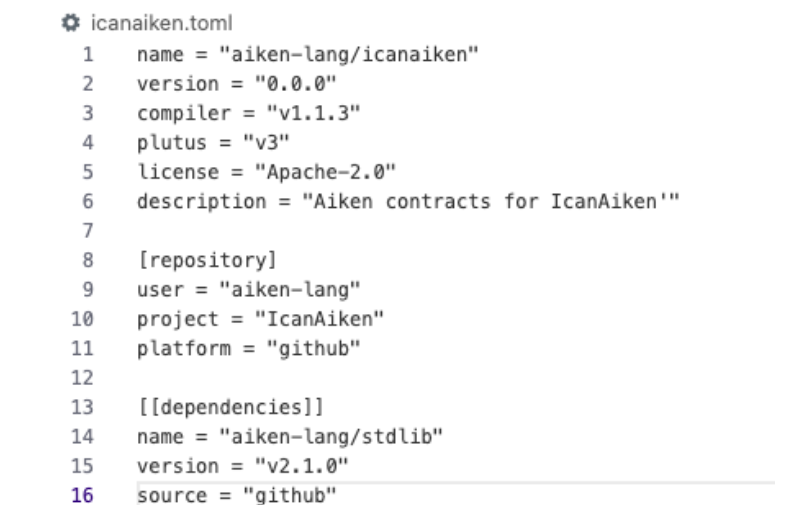 icanaiken.toml
1 name = "aiken-lang/icanaiken"
2 version = "0.0.0"
3 compiler = "v1.1.3"
4 plutus = "v3"
5 license = "Apache-2.0"
6 description = "Aiken contracts for IcanAiken'"
7
8 [repository]
9 user = "aiken-lang"
10 project = "IcanAiken"
11 platform = "github"
12
13 [[dependencies]]
14 name = "aiken-lang/stdlib"
15 version = "v2.1.0"
16 source = "github"